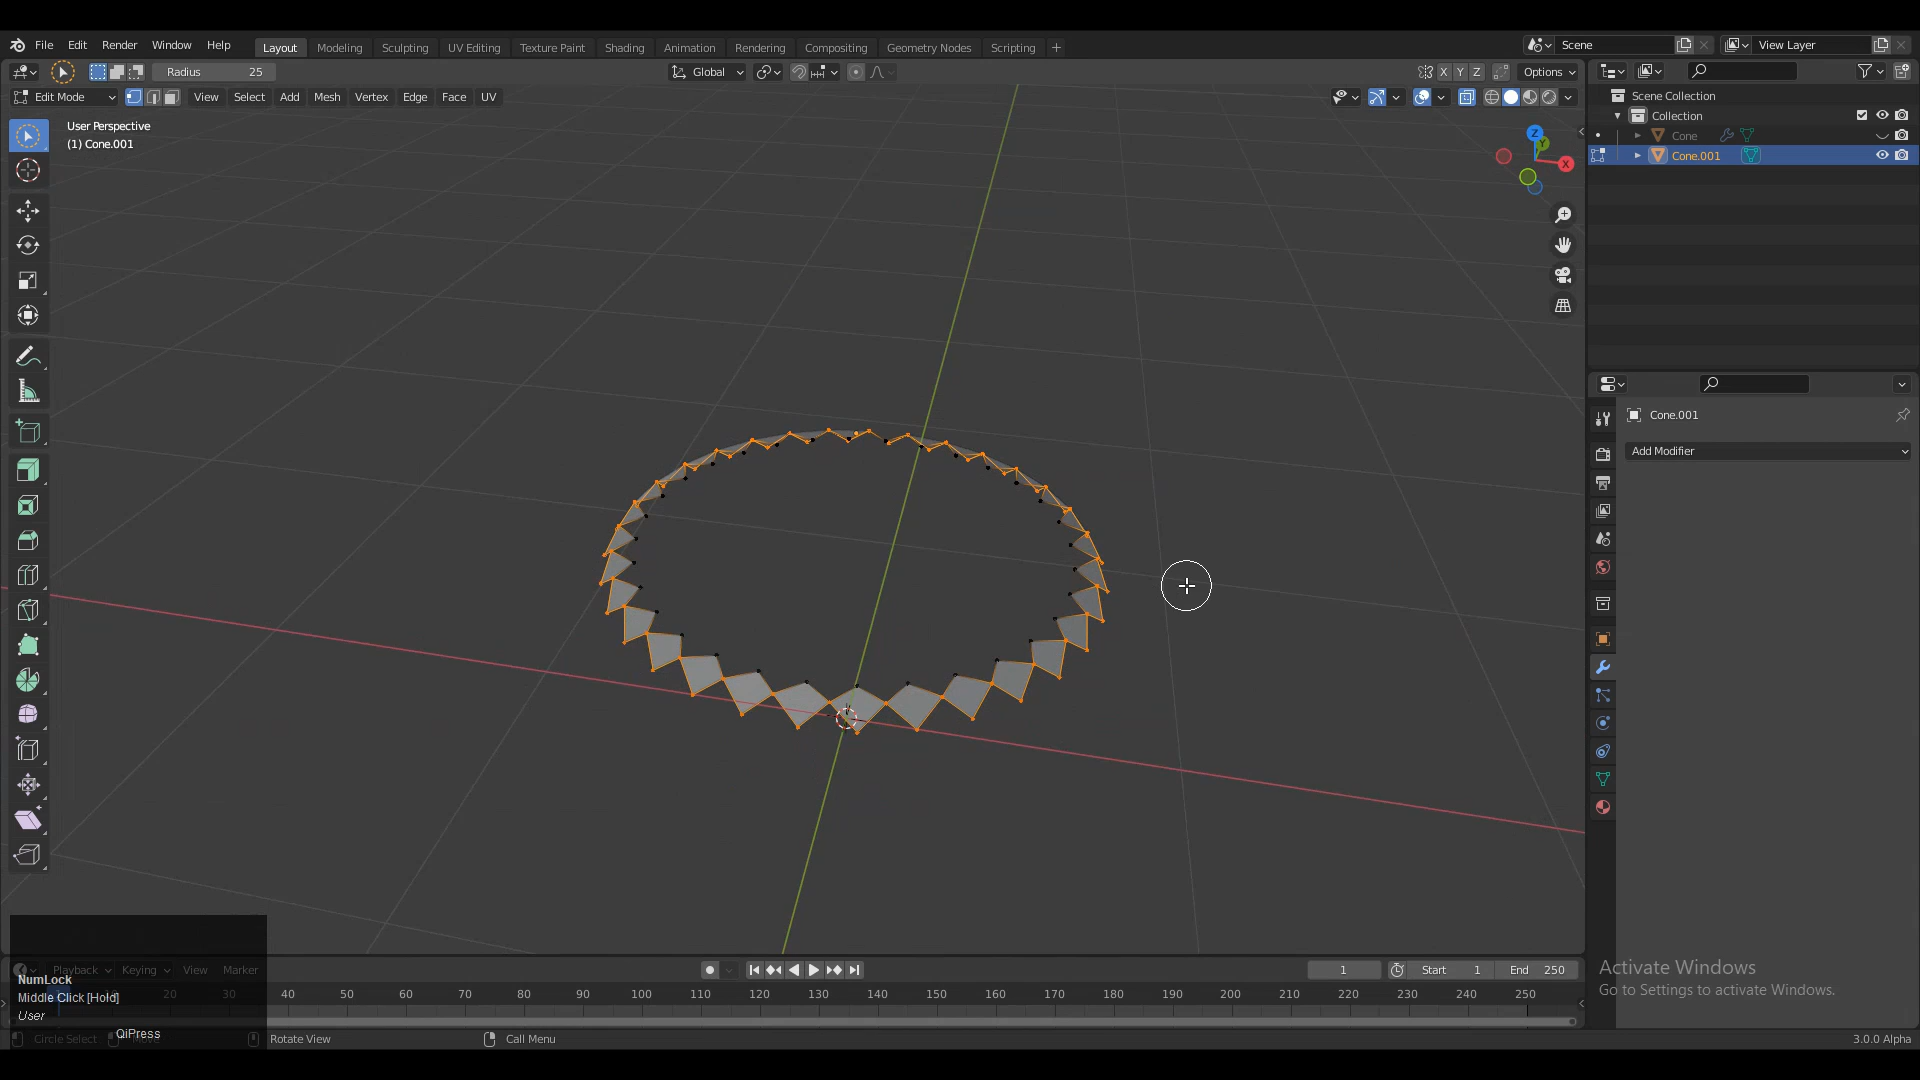 File Edit Render Window Help Layout Modeling Sculpting UV Editing Texture Paint Shading Animation Rendering Compositing Geometry Nodes Scripting + Scene View Layer
Radius 25 Global X Y Z Options
Edit Mode View Select Add Mesh Vertex Edge Face UV
User Perspective
(1) Cone.001
Z
Y
X
Scene Collection
Collection
Cone
Cone.001
Cone.001
Add Modifier
Playback Keying View Marker 1 Start 1 End 250
20 30 40 50 60 70 80 90 100 110 120 130 140 150 160 170 180 190 200 210 220 230 240 250
NumLock
Middle Click [Hold]
User
QiPress
Circle Select Move Rotate View Call Menu 3.0.0 Alpha
Activate Windows
Go to Settings to activate Windows.